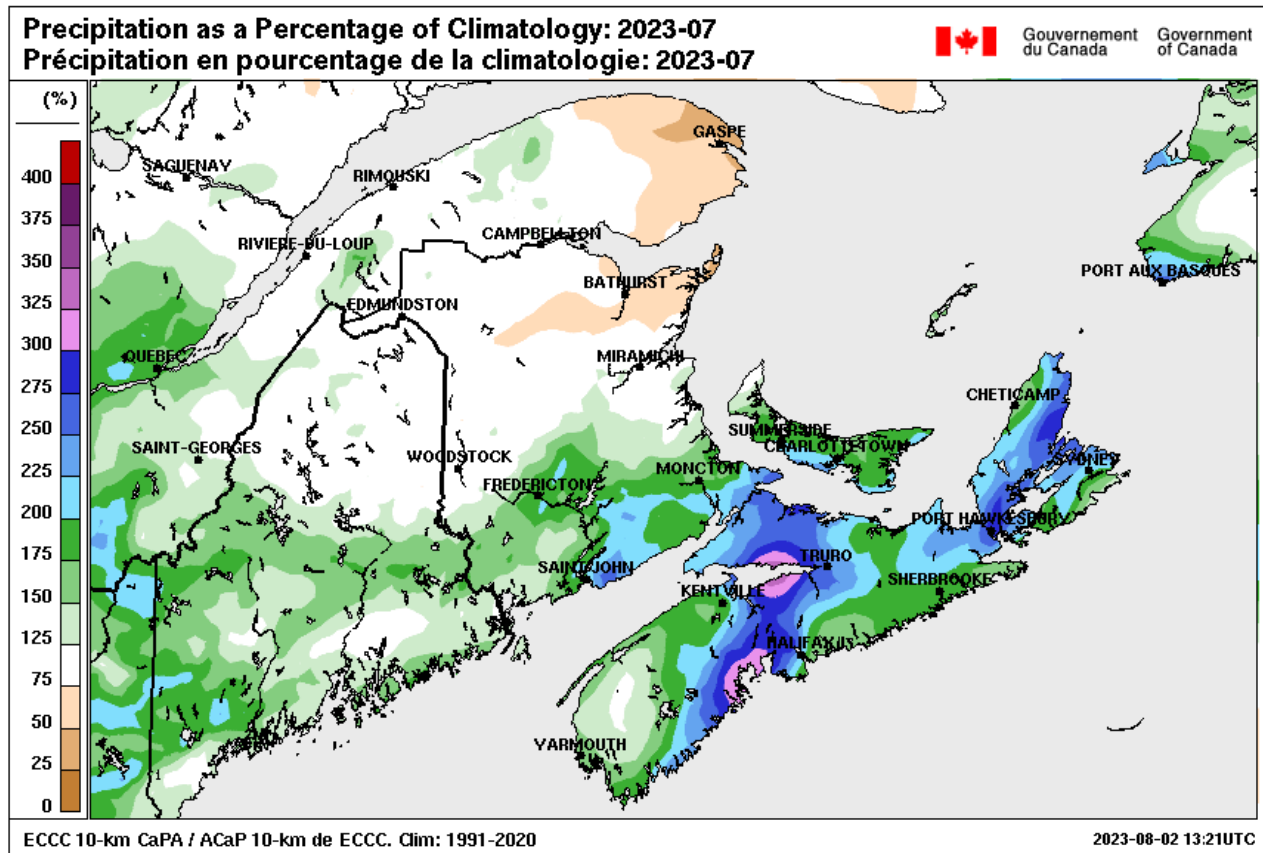 Precipitation as a Percentage of Climatology: 2023-07
Précipitation en pourcentage de la climatologie: 2023-07
Gouvernement du Canada
Government of Canada
(%)
400
375
350
325
300
275
250
225
200
175
150
125
75
50
25
0
GASPE
SAGUENAY
RIMOUSKI
RIVIERE-DU-LOUP
CAMPBELLTON
PORT AUX BASQUES
BATHURST
EDMUNDSTON
QUEBEC
MIRAMICHI
CHETICAMP
SUMMERSIDE
CHARLOTTETOWN
SAINT-GEORGES
WOODSTOCK
MONCTON
SYDNEY
FREDERICTON
PORT HAWKESBURY
SAINT JOHN
TRURO
SHERBROOKE
KENTVILLE
HALIFAX
YARMOUTH
ECCC 10-km CaPA / ACaP 10-km de ECCC. Clim: 1991-2020
2023-08-02 13:21UTC